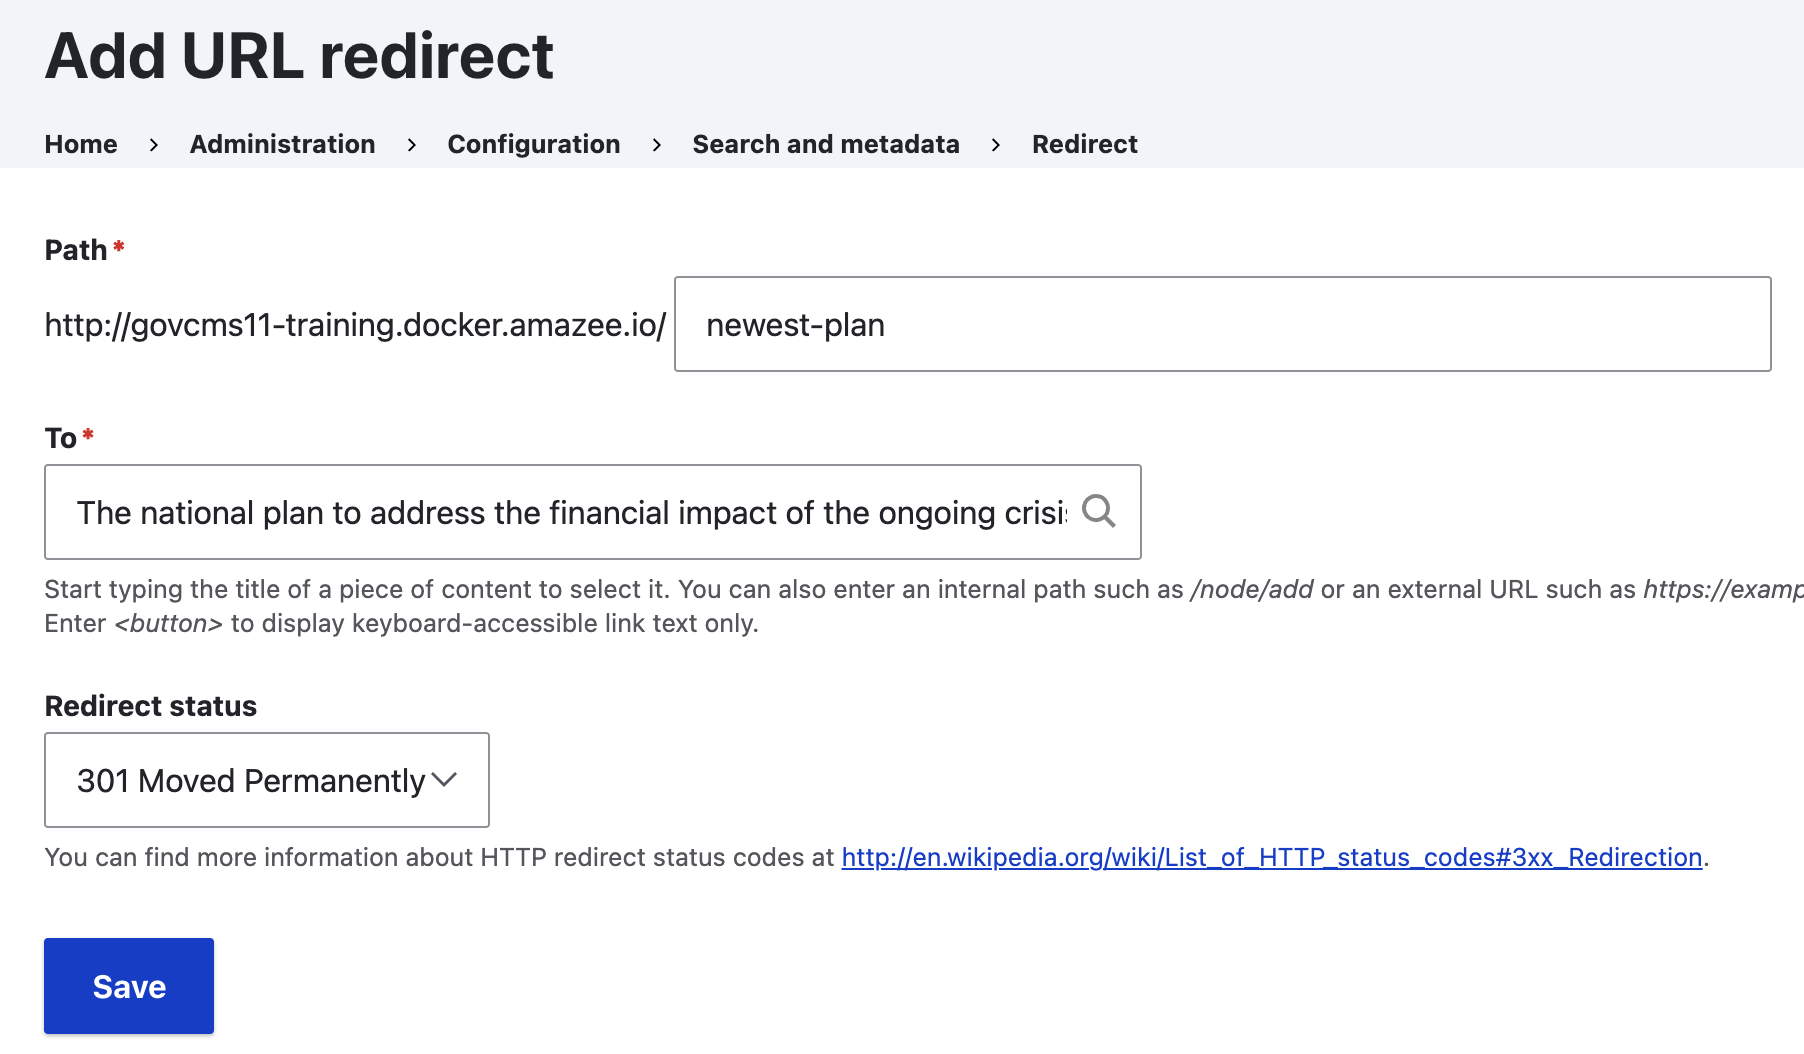 Add URL redirect
Home > Administration > Configuration > Search and metadata > Redirect
Path*
http://govcms11-training.docker.amazee.io/ newest-plan
To*
The national plan to address the financial impact of the ongoing crisis
Start typing the title of a piece of content to select it. You can also enter an internal path such as /node/add or an external URL such as https://examp
Enter <button> to display keyboard-accessible link text only.
Redirect status
301 Moved Permanently
You can find more information about HTTP redirect status codes at http://en.wikipedia.org/wiki/List_of_HTTP_status_codes#3xx_Redirection.
Save